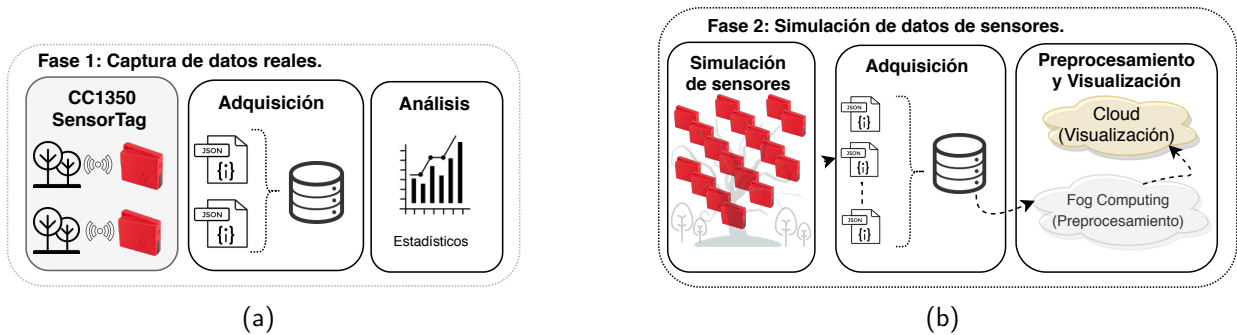 Fase 1: Captura de datos reales.
CC1350
SensorTag
Adquisición
JSON
{i}
JSON
{i}
Análisis
Estadísticos
(a)
Fase 2: Simulación de datos de sensores.
Simulación
de sensores
Adquisición
JSON
{i}
JSON
{i}
JSON
{i}
Preprocesamiento
y Visualización
Cloud
(Visualización)
Fog Computing
(Preprocesamiento)
(b)